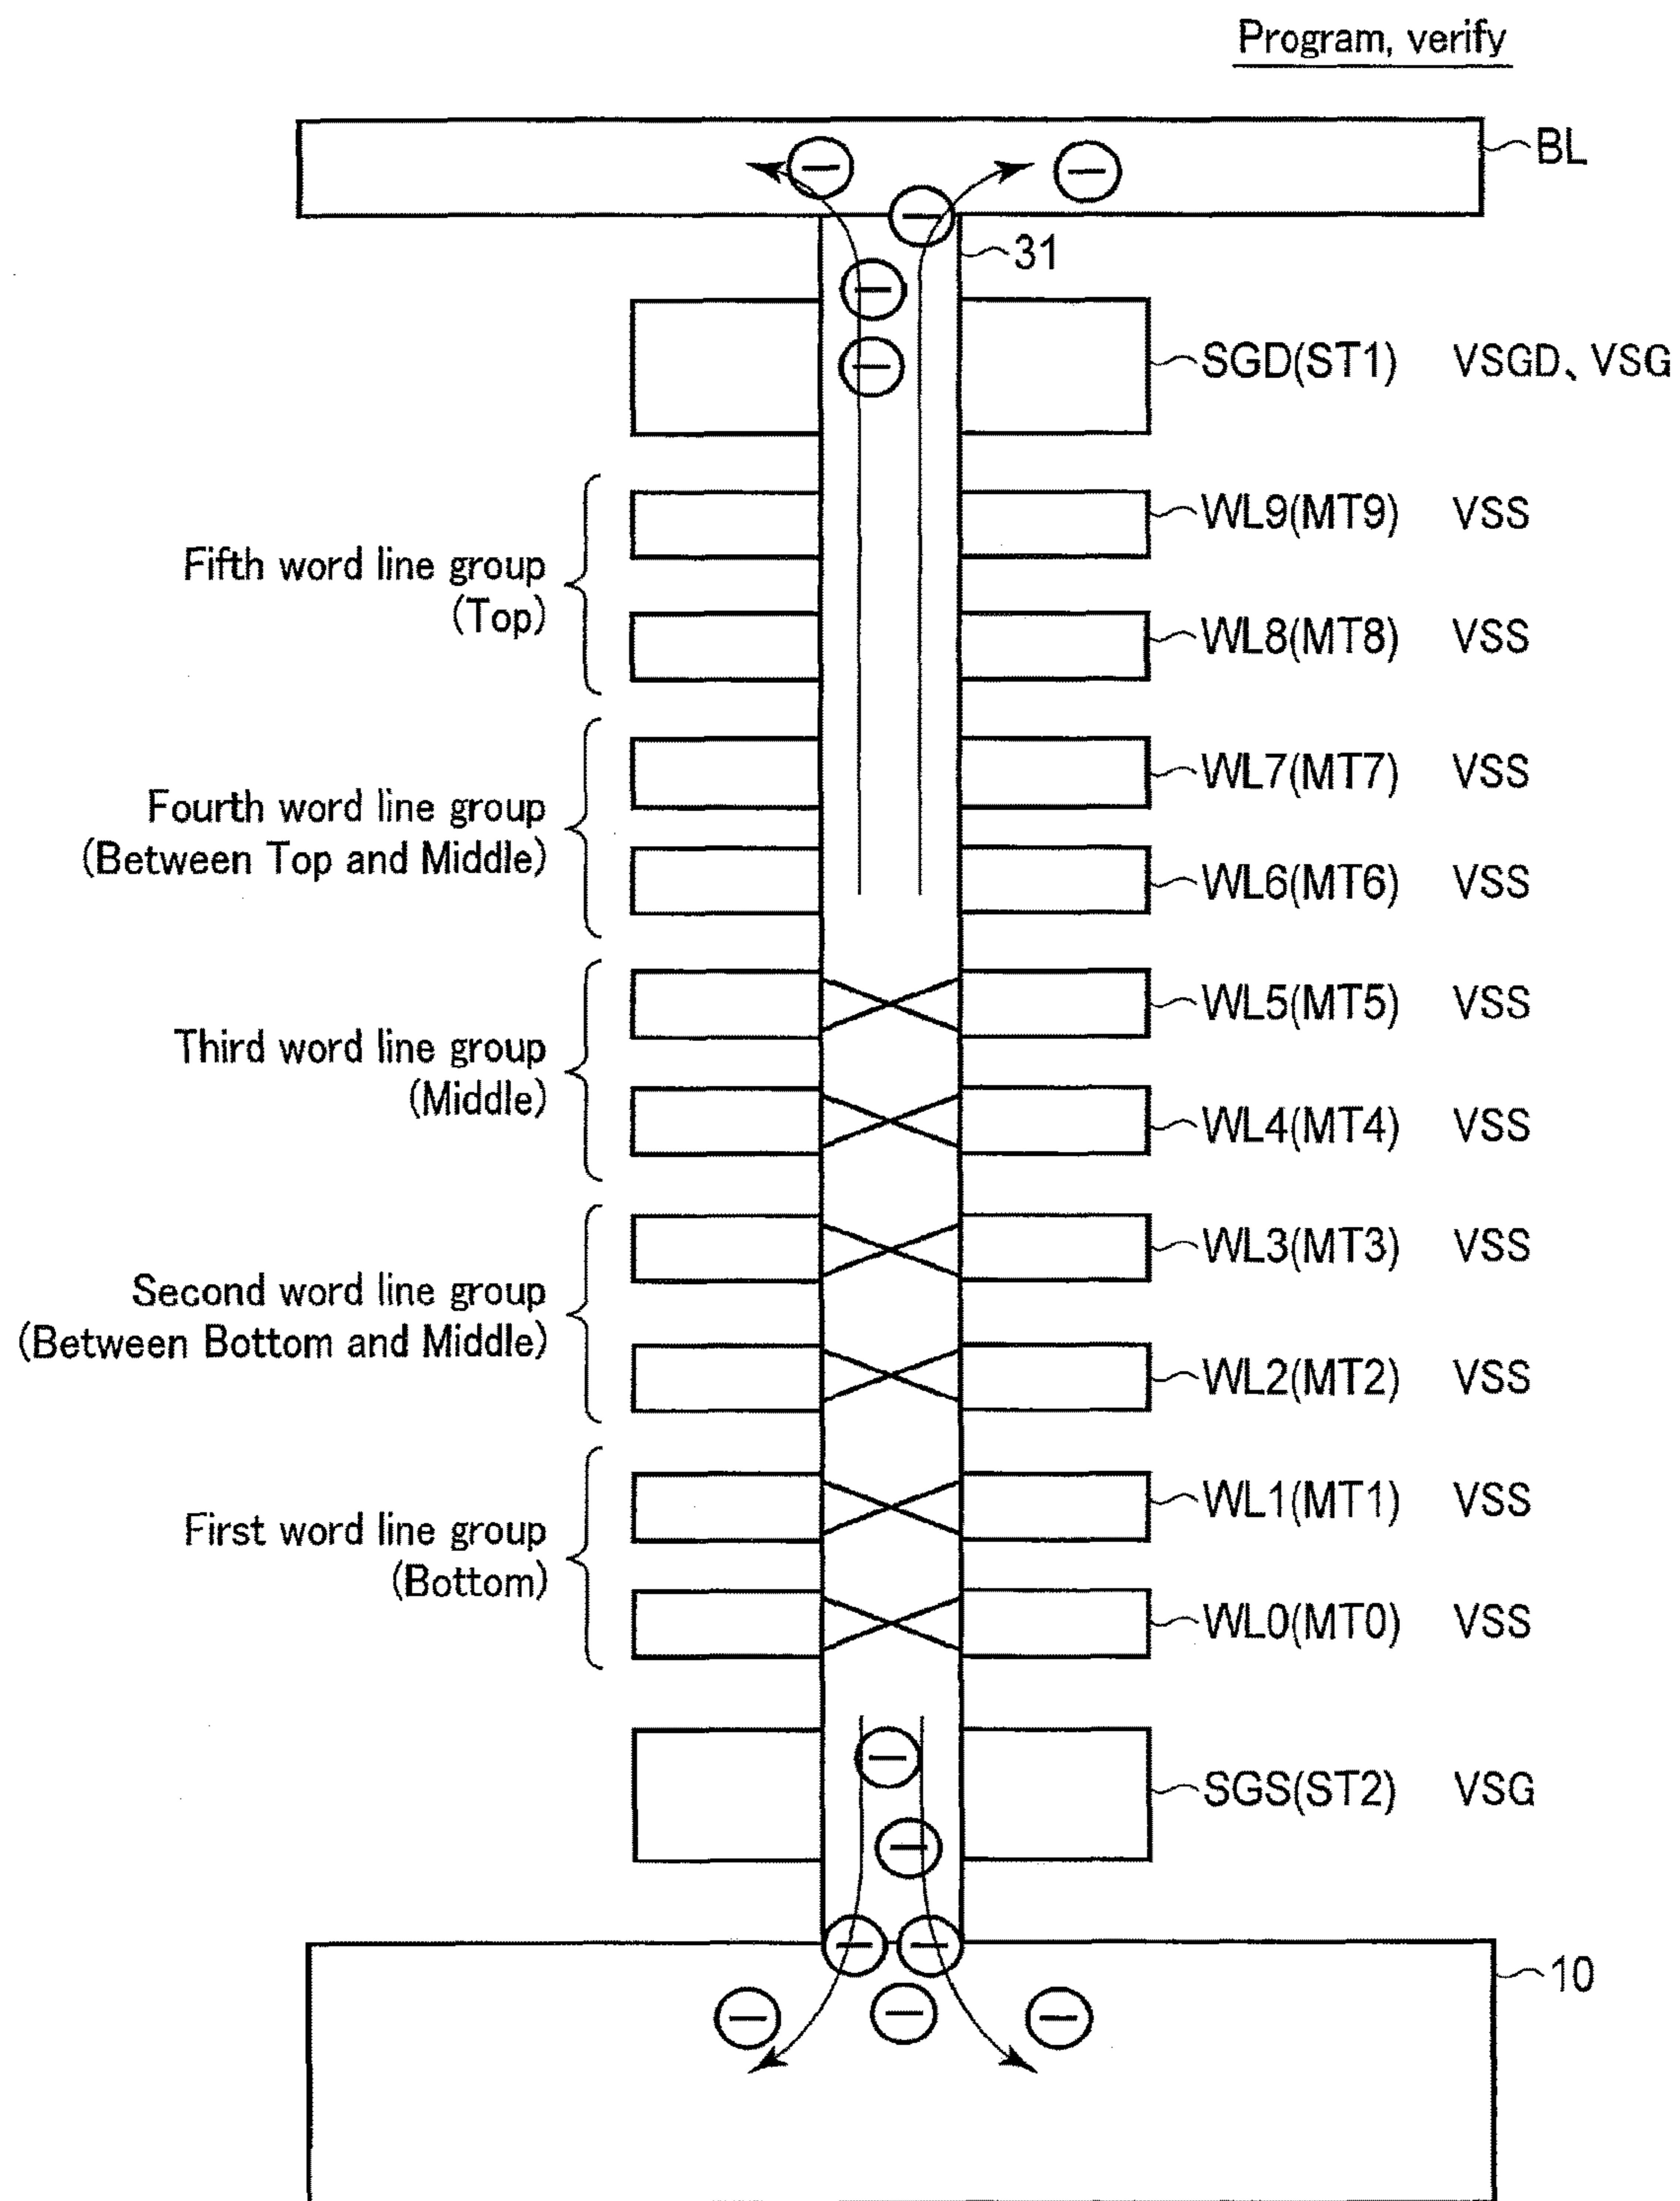 Program, verify
BL
31
SGD(ST1) VSGD、VSG
WL9(MT9) VSS
Fifth word line group
(Top)
WL8(MT8) VSS
WL7(MT7) VSS
Fourth word line group
(Between Top and Middle)
WL6(MT6) VSS
WL5(MT5) VSS
Third word line group
(Middle)
WL4(MT4) VSS
WL3(MT3) VSS
Second word line group
(Between Bottom and Middle)
WL2(MT2) VSS
WL1(MT1) VSS
First word line group
(Bottom)
WL0(MT0) VSS
SGS(ST2) VSG
10